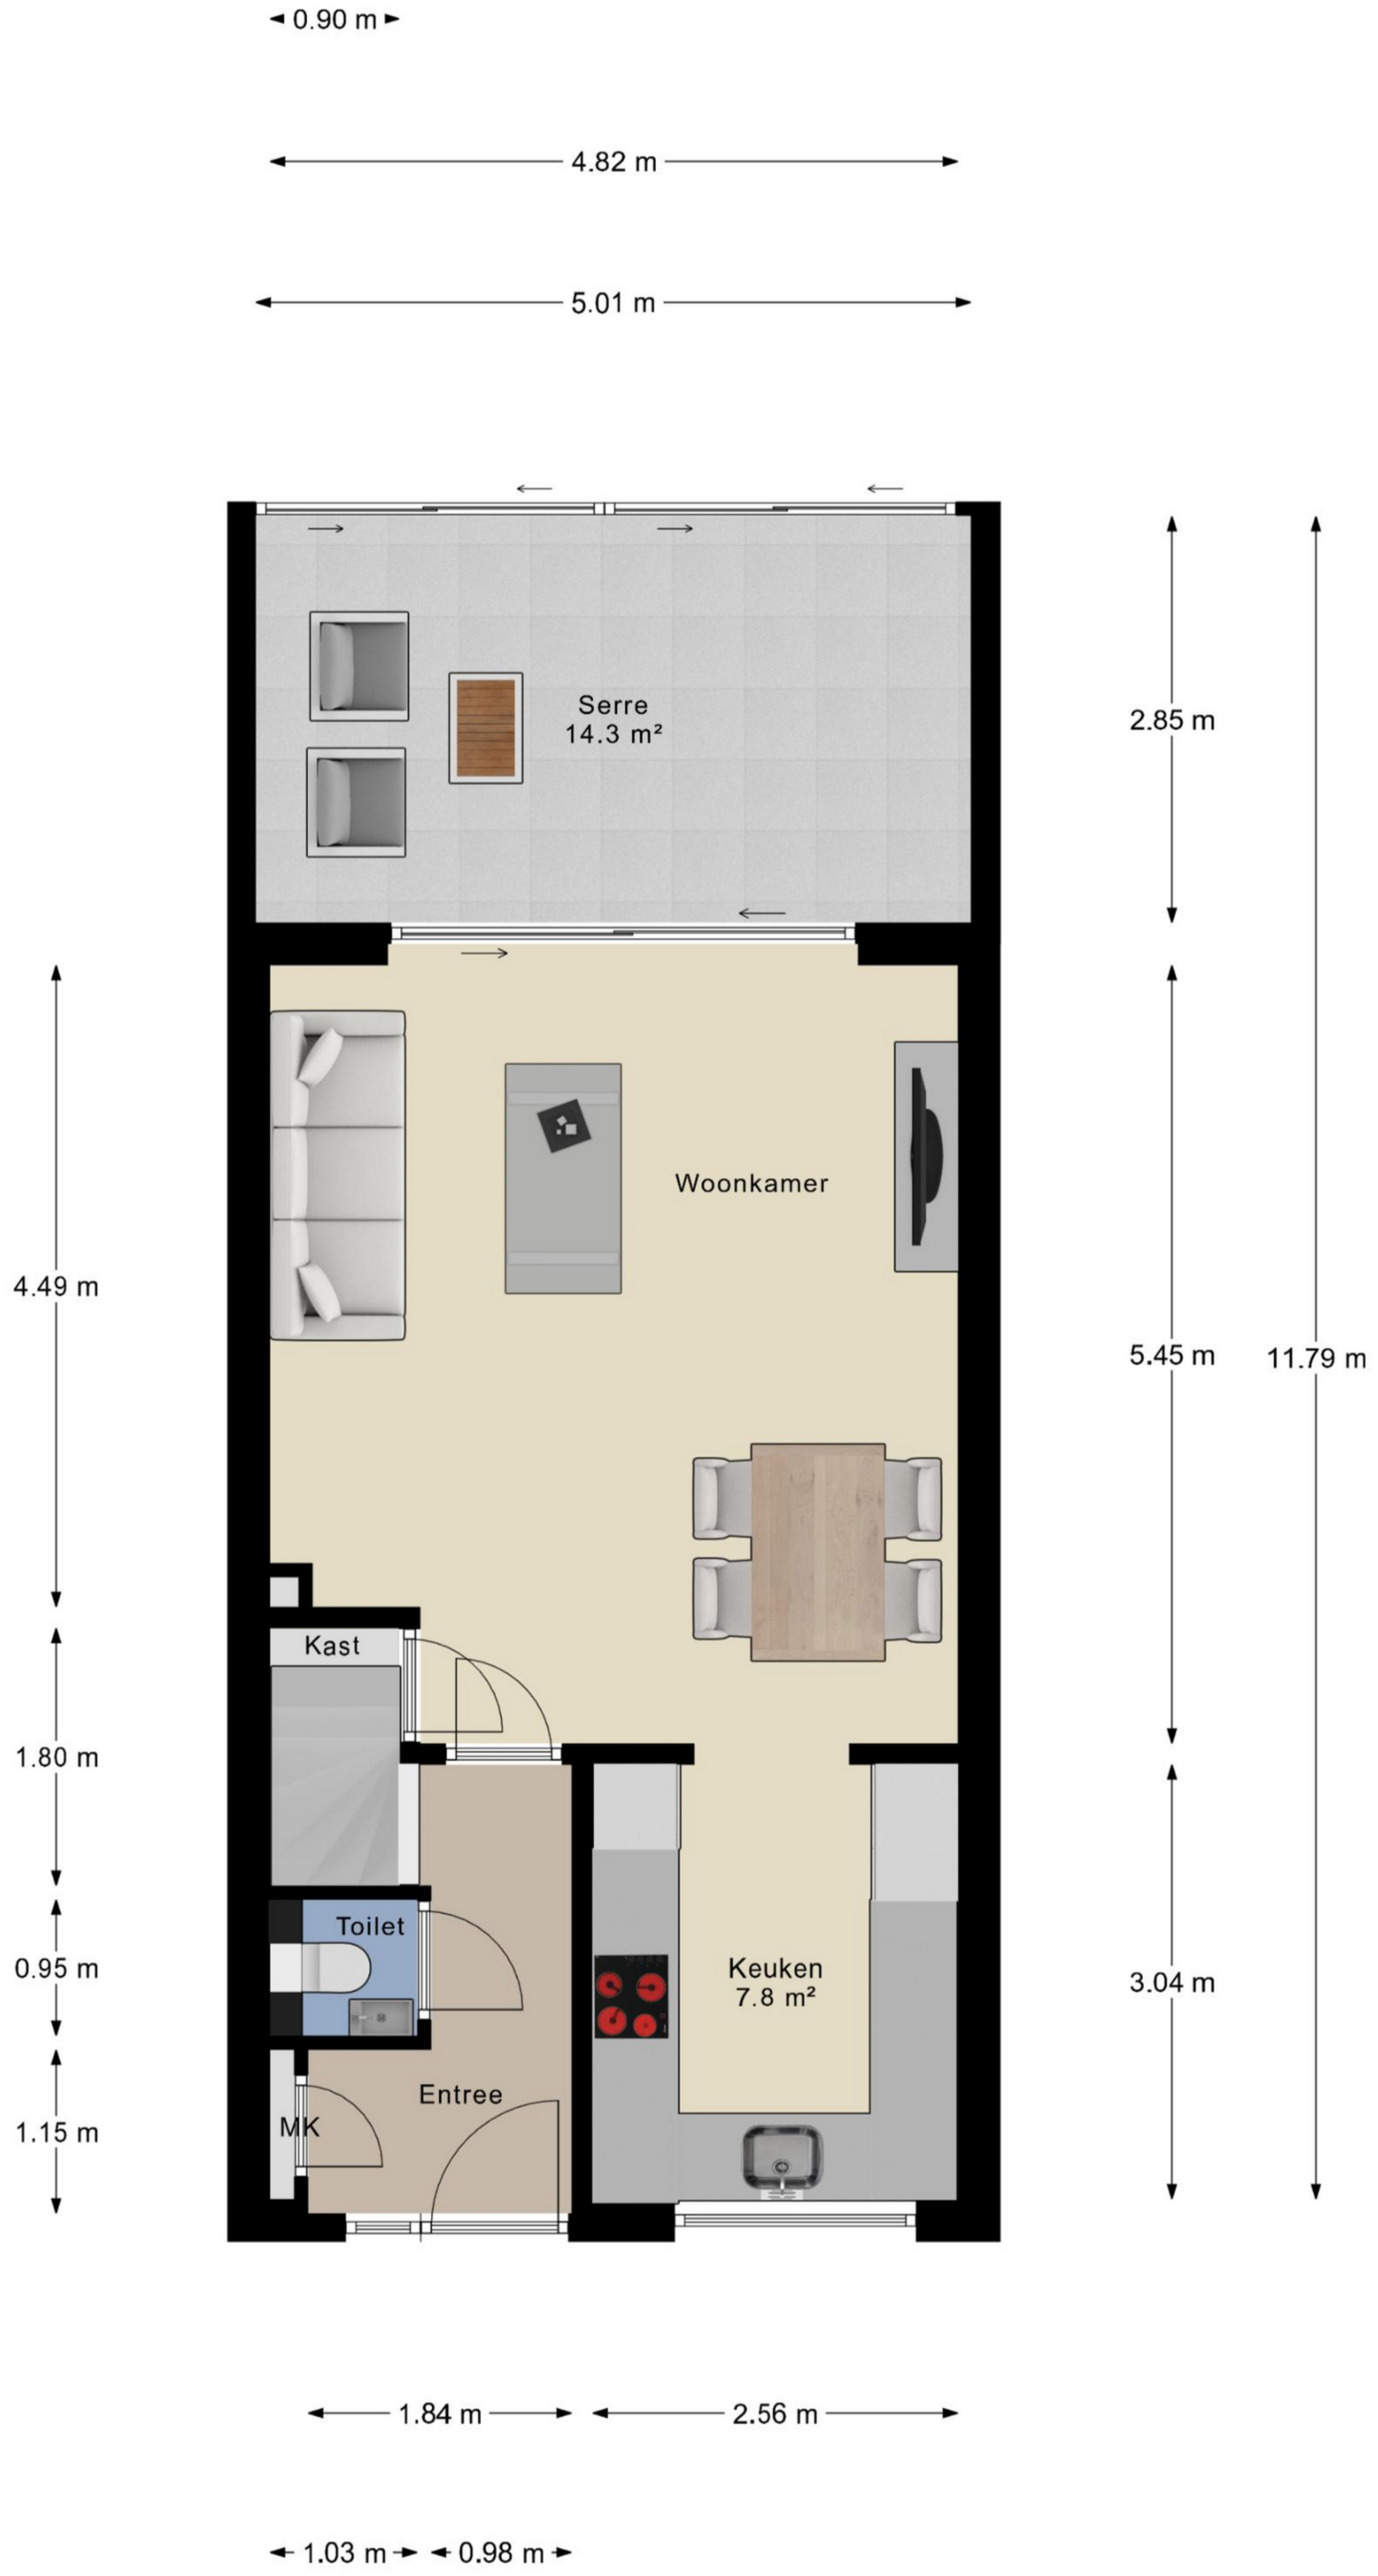 0.90 m
4.82 m
5.01 m
Serre
14.3 m²
2.85 m
Woonkamer
4.49 m
5.45 m
11.79 m
Kast
1.80 m
Toilet
0.95 m
Keuken
7.8 m²
3.04 m
Entree
MK
1.15 m
1.84 m
2.56 m
1.03 m
0.98 m